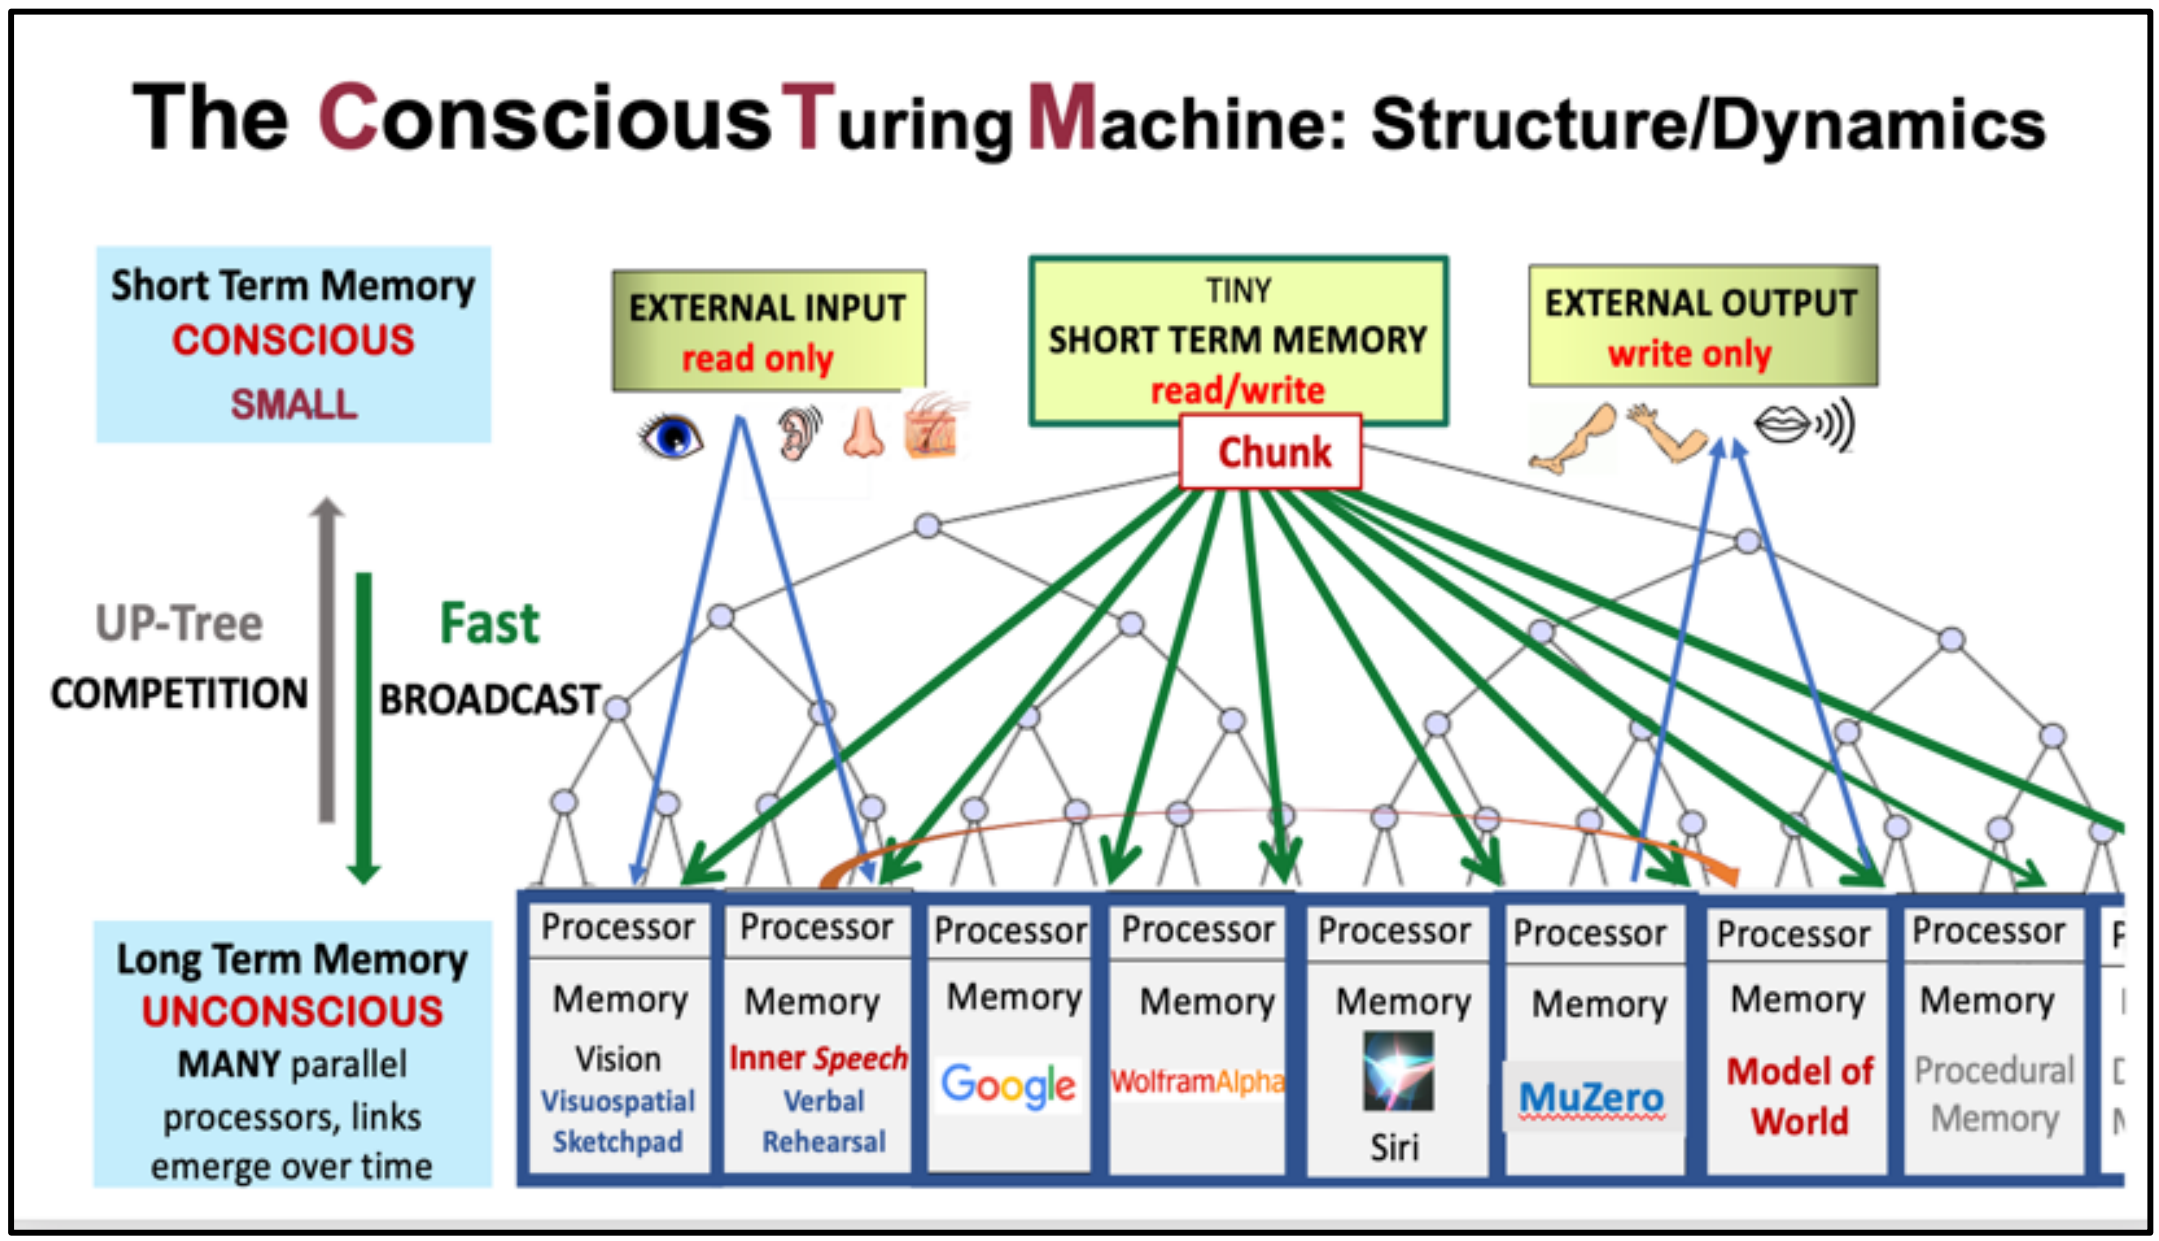 The Conscious Turing Machine: Structure/Dynamics
Short Term Memory
CONSCIOUS
SMALL
EXTERNAL INPUT
read only
TINY
SHORT TERM MEMORY
read/write
Chunk
EXTERNAL OUTPUT
write only
UP-Tree
COMPETITION
Fast
BROADCAST
Long Term Memory
UNCONSCIOUS
MANY parallel
processors, links
emerge over time
Processor
Memory
Vision
Visuospatial
Sketchpad
Processor
Memory
Inner Speech
Verbal
Rehearsal
Processor
Memory
Google
Processor
Memory
WolframAlpha
Processor
Memory
Siri
Processor
Memory
MuZero
Processor
Memory
Model of
World
Processor
Memory
Procedural
Memory